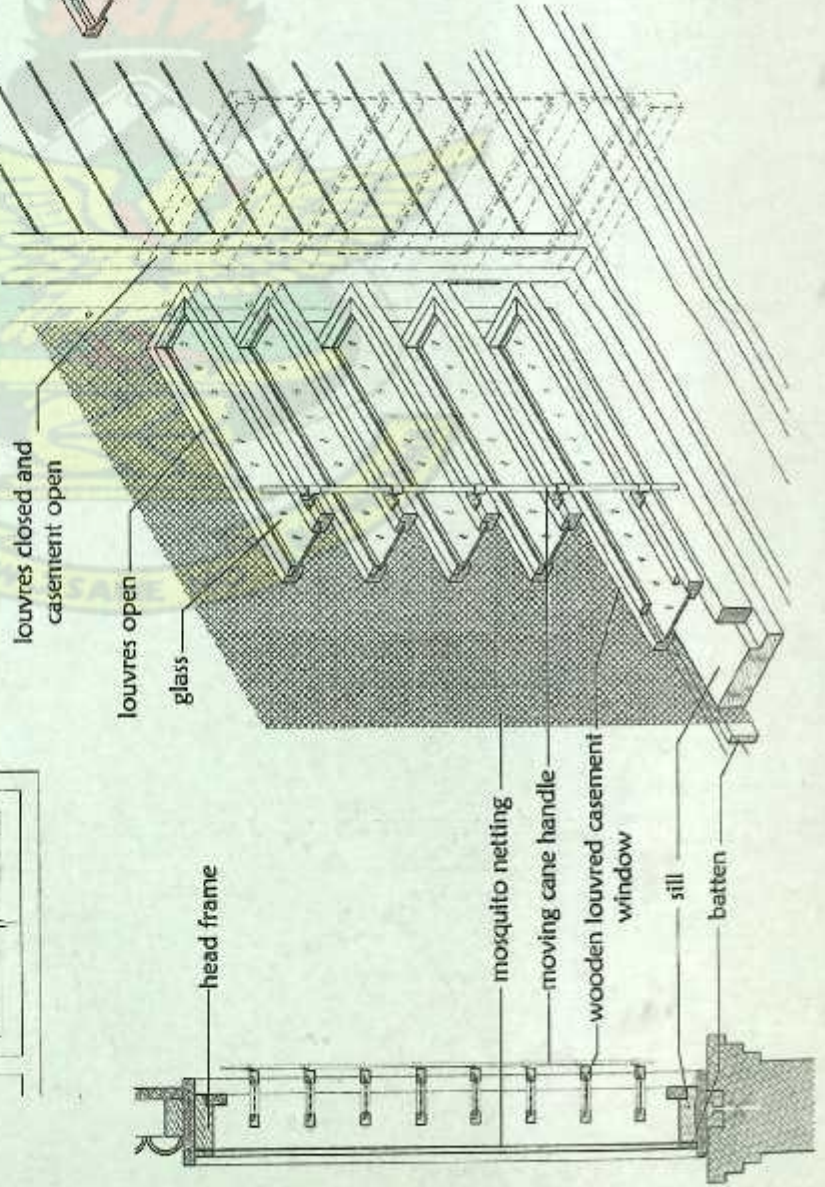 louvres closed and
casement open
louvres open
glass
head frame
mosquito netting
moving cane handle
wooden louvred casement
window
sill
batten